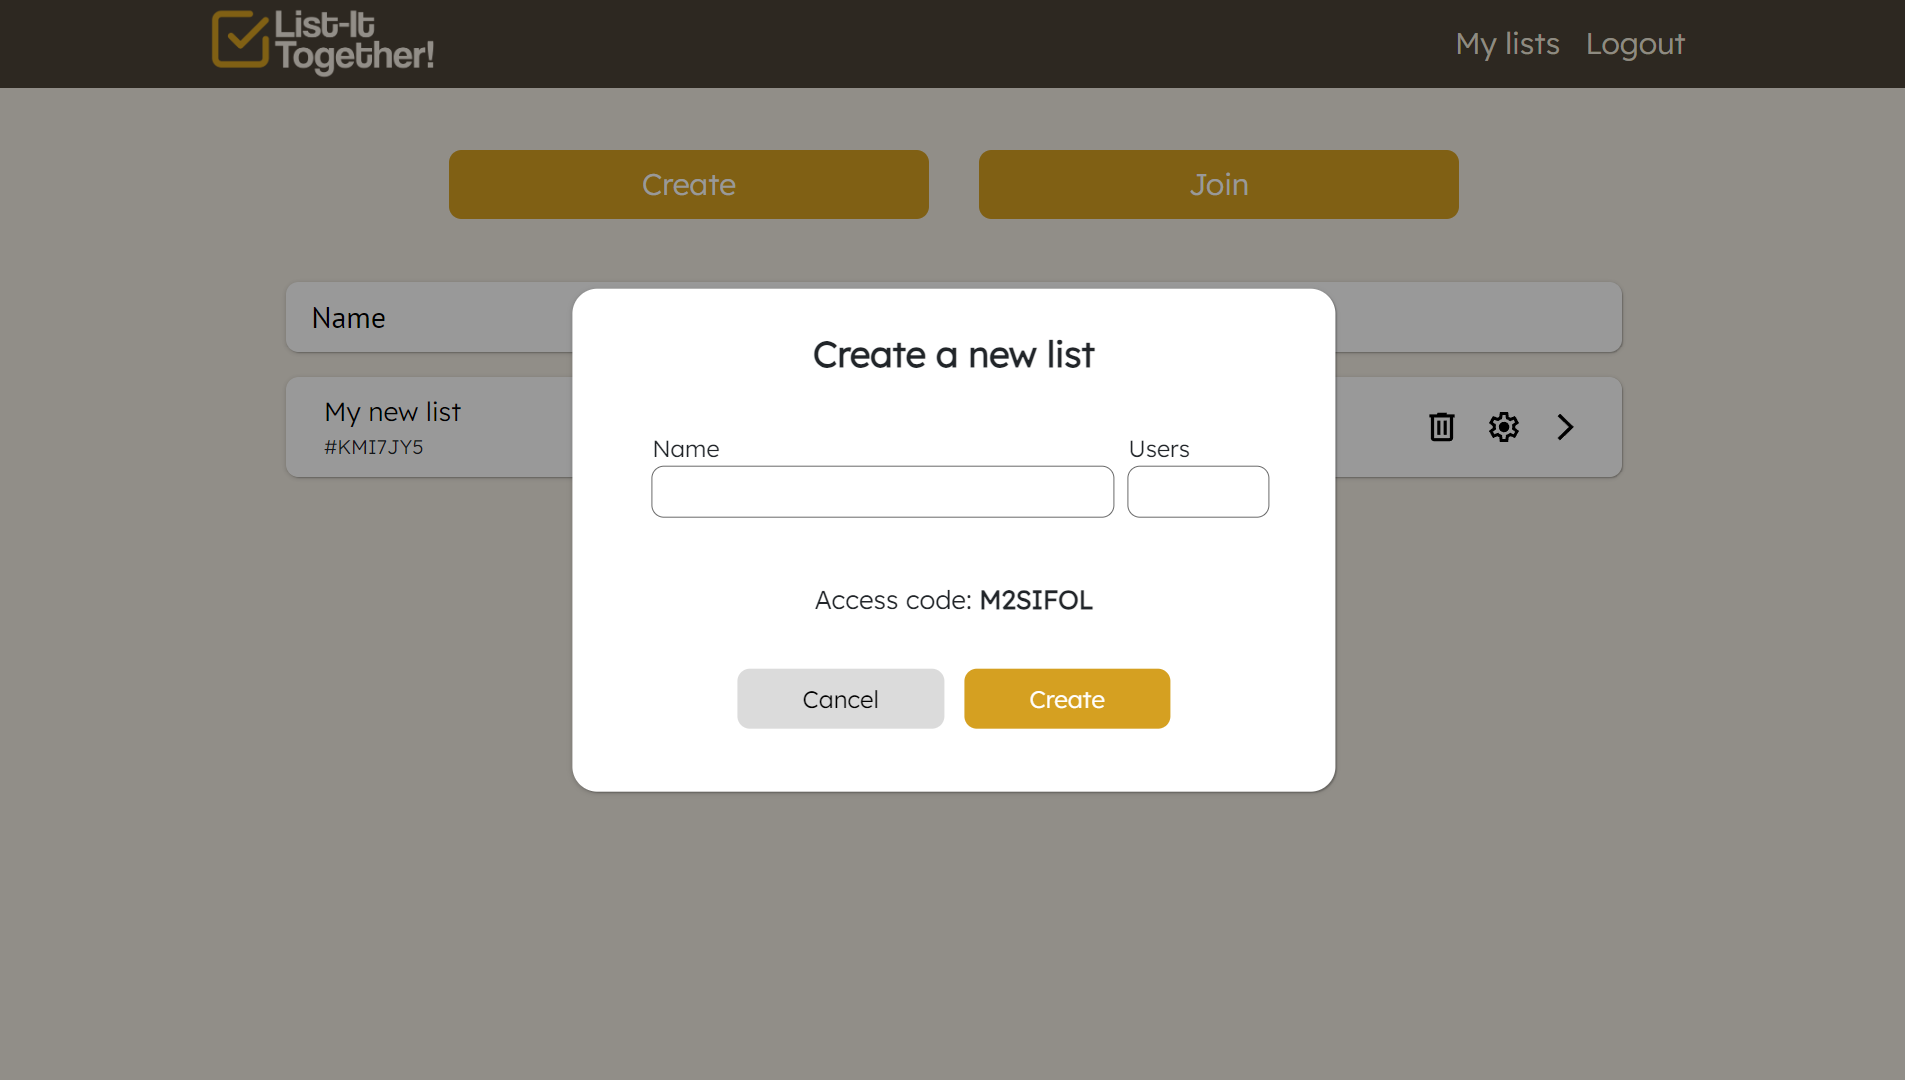 List-It
Together!
My lists Logout
Create Join
Name
My new list
#KMI7JY5
Create a new list
Name Users
Access code: M2SIFOL
Cancel Create